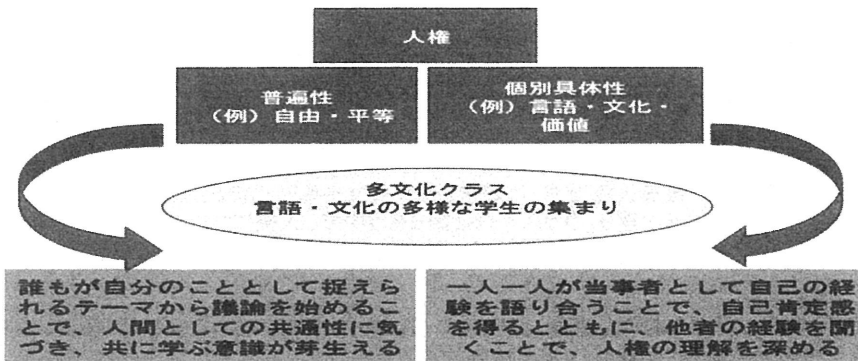 人権
普遍性
（例）自由・平等
個別具体性
（例）言語・文化・
価値
多文化クラス
言語・文化の多様な学生の集まり
誰もが自分のこととして捉えら
れるテーマから議論を始めるこ
とで、人間としての共通性に気
づき、共に学ぶ意識が芽生える
一人一人が当事者として自己の経
験を語り合うことで、自己肯定感
を得るとともに、他者の経験を聞
くことで、人権の理解を深める